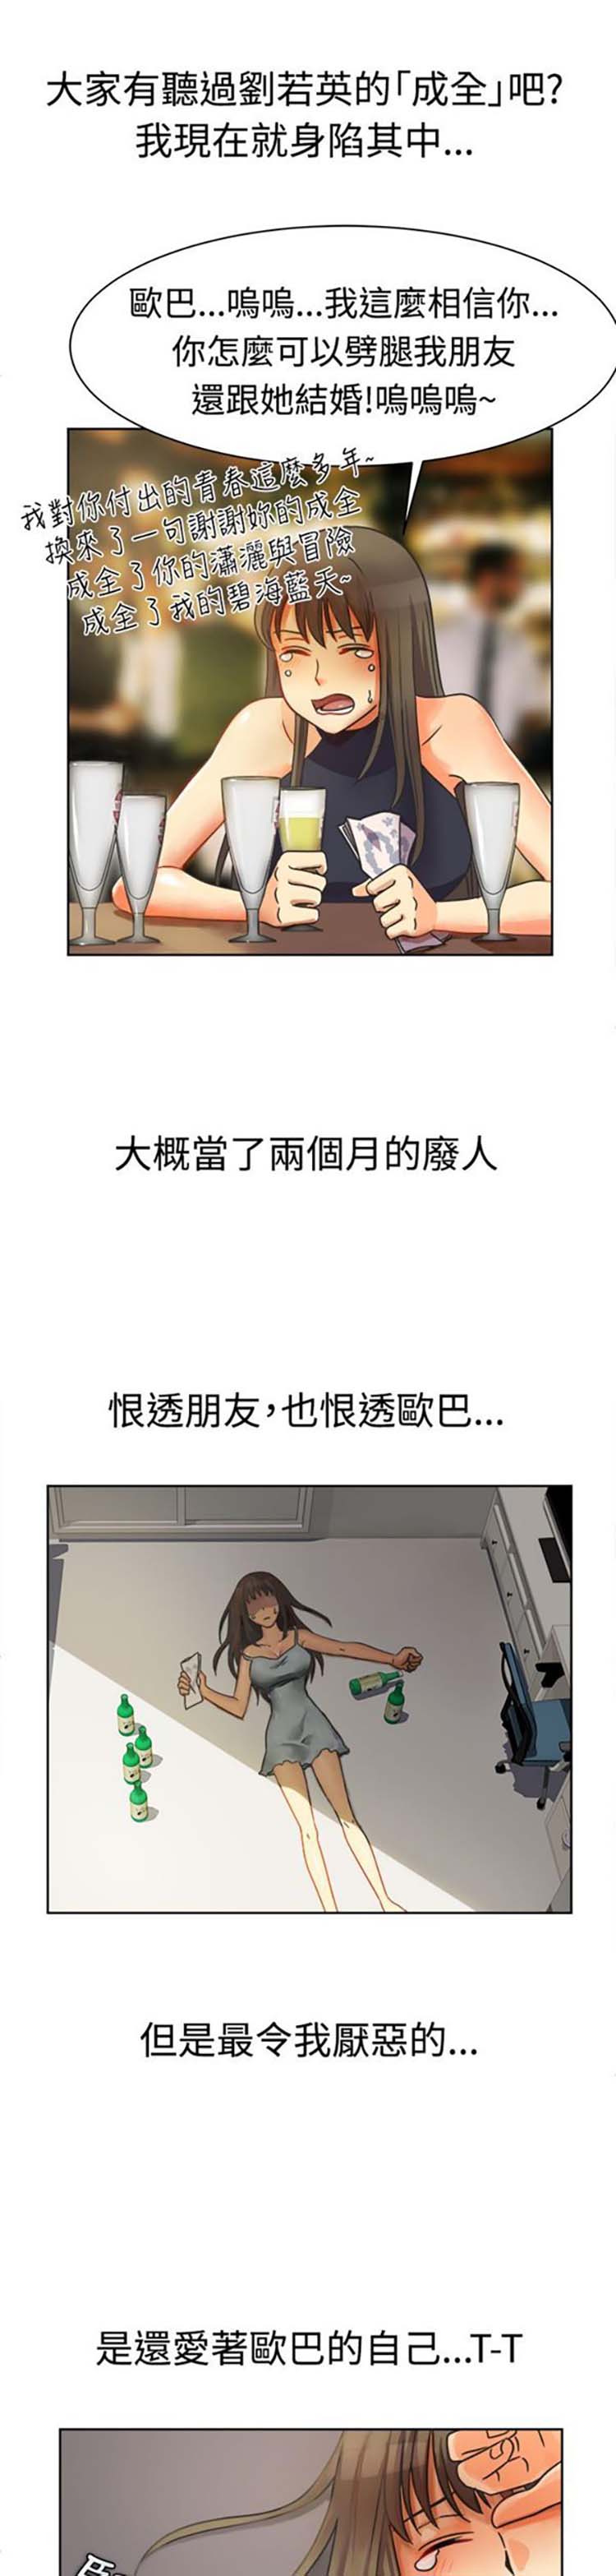 大家有聽過劉若英的「成全」吧?
我現在就身陷其中...
歐巴...嗚嗚...我這麼相信你...
你怎麼可以劈腿我朋友
還跟她結婚!嗚嗚嗚~
我對你付出的青春這麼多年~
換來了一句謝謝妳的成全
成全了你的瀟灑與冒險
成全了我的碧海藍天~
大概當了兩個月的廢人
恨透朋友,也恨透歐巴...
但是最令我厭惡的...
是還愛著歐巴的自己...T-T